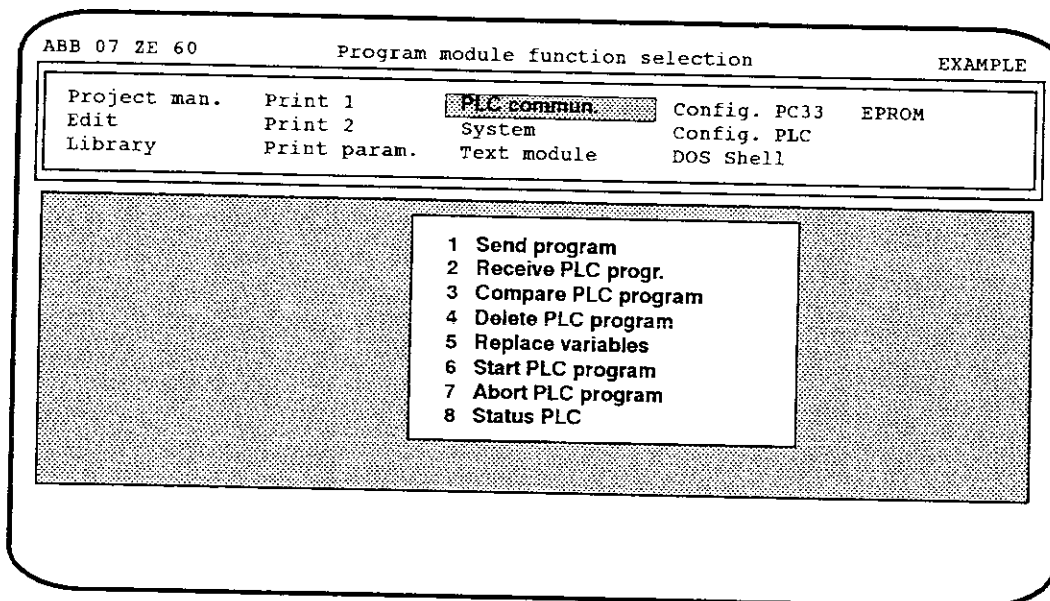 ABB 07 ZE 60 Program module function selection EXAMPLE
Project man. Print 1 PLC commun. Config. PC33 EPROM
Edit Print 2 System Config. PLC
Library Print param. Text module DOS Shell
1 Send program
2 Receive PLC progr.
3 Compare PLC program
4 Delete PLC program
5 Replace variables
6 Start PLC program
7 Abort PLC program
8 Status PLC